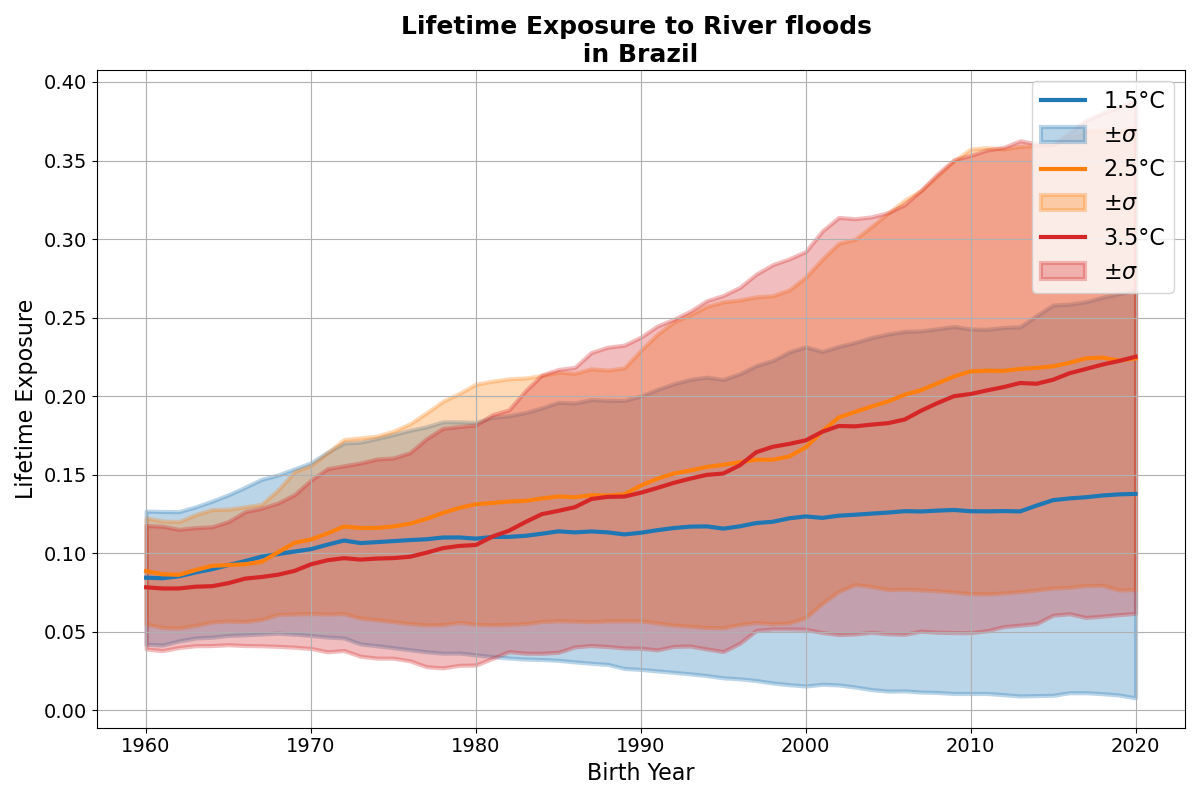 Lifetime Exposure to River floods
in Brazil
0.40
0.35
0.30
0.25
0.20
0.15
0.10
0.05
0.00
Lifetime Exposure
1.5°C
±σ
2.5°C
±σ
3.5°C
±σ
1960 1970 1980 1990 2000 2010 2020
Birth Year